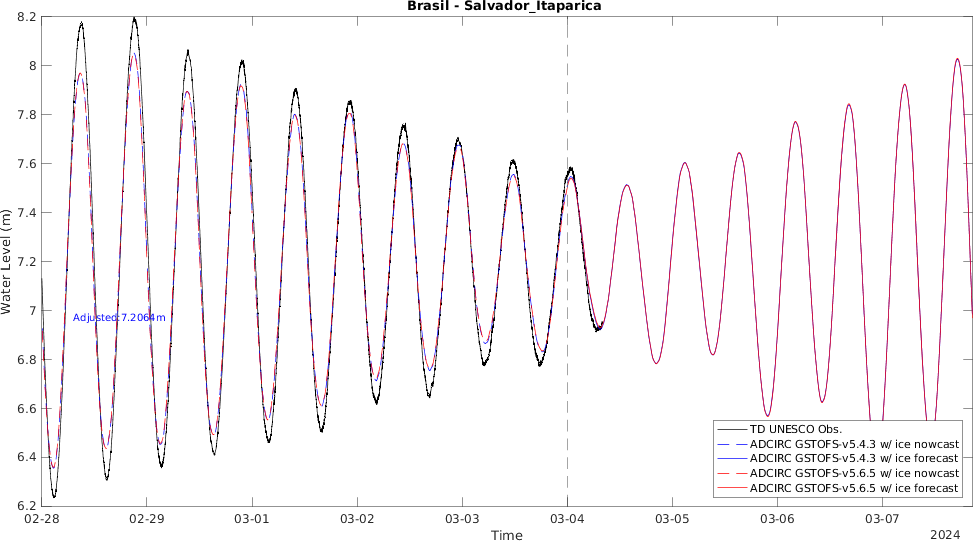 Brasil - Salvador_Itaparica
8.2
8
7.8
7.6
7.4
7.2
7
6.8
6.6
6.4
6.2
Water Level (m)
Adjusted:7.2064m
TD UNESCO Obs.
ADCIRC GSTOFS-v5.4.3 w/ ice nowcast
ADCIRC GSTOFS-v5.4.3 w/ ice forecast
ADCIRC GSTOFS-v5.6.5 w/ ice nowcast
ADCIRC GSTOFS-v5.6.5 w/ ice forecast
02-28 02-29 03-01 03-02 03-03 03-04 03-05 03-06 03-07
Time
2024